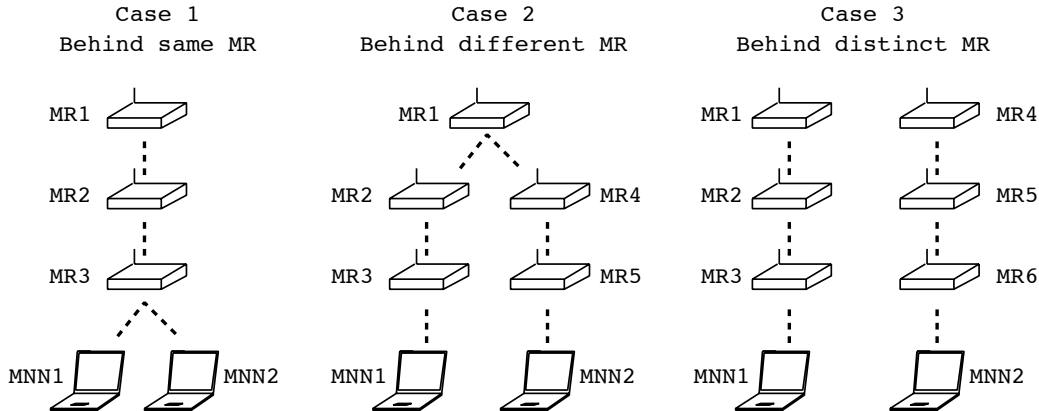 Case 1
Behind same MR
MR1
MR2
MR3
MNN1
MNN2
Case 2
Behind different MR
MR1
MR2
MR4
MR3
MR5
MNN1
MNN2
Case 3
Behind distinct MR
MR1
MR4
MR2
MR5
MR3
MR6
MNN1
MNN2